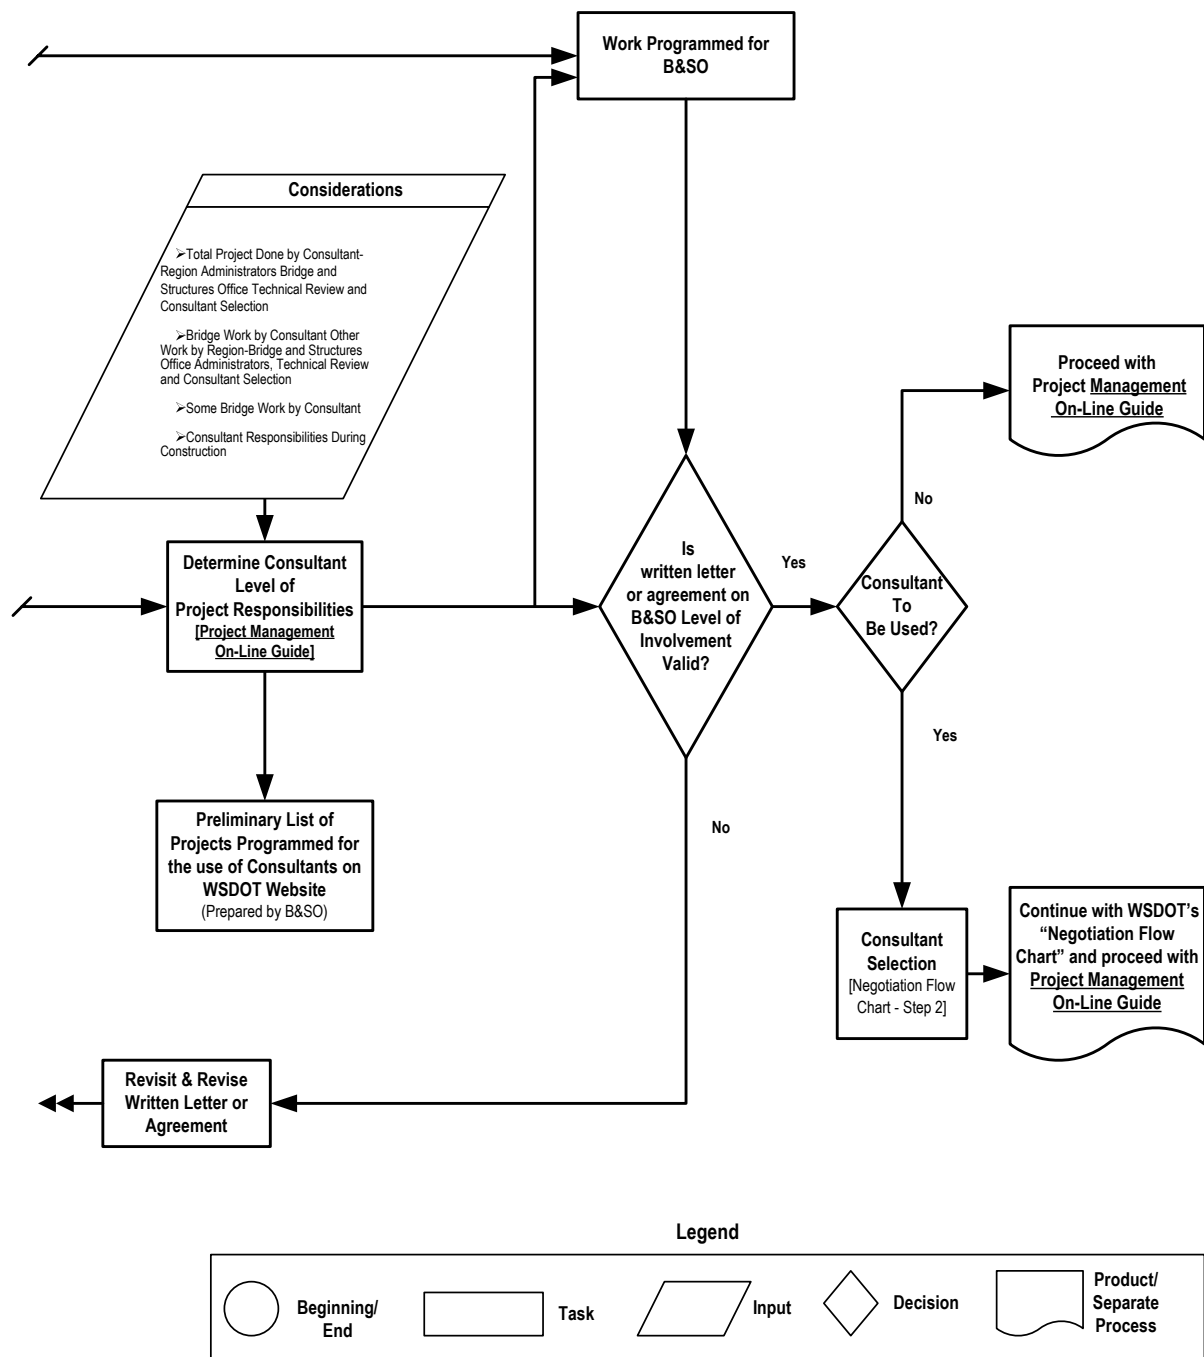 Work Programmed for
B&SO
Considerations
➢Total Project Done by Consultant-
Region Administrators Bridge and
Structures Office Technical Review and
Consultant Selection
➢Bridge Work by Consultant Other
Work by Region-Bridge and Structures
Office Administrators, Technical Review
and Consultant Selection
➢Some Bridge Work by Consultant
➢Consultant Responsibilities During
Construction
Proceed with
Project Management
On-Line Guide
No
Determine Consultant
Level of
Project Responsibilities
[Project Management
On-Line Guide]
Is
written letter
or agreement on
B&SO Level of
Involvement
Valid?
Yes
Consultant
To
Be Used?
Yes
No
Preliminary List of
Projects Programmed for
the use of Consultants on
WSDOT Website
(Prepared by B&SO)
Consultant
Selection
[Negotiation Flow
Chart - Step 2]
Continue with WSDOT's
“Negotiation Flow
Chart” and proceed with
Project Management
On-Line Guide
Revisit & Revise
Written Letter or
Agreement
Legend
Beginning/
End
Task
Input
Decision
Product/
Separate
Process